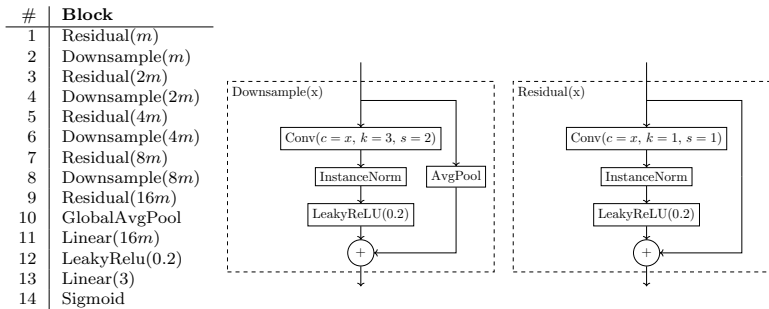 # Block
1 Residual(m)
2 Downsample(m)
3 Residual(2m)
4 Downsample(2m)
5 Residual(4m)
6 Downsample(4m)
7 Residual(8m)
8 Downsample(8m)
9 Residual(16m)
10 GlobalAvgPool
11 Linear(16m)
12 LeakyRelu(0.2)
13 Linear(3)
14 Sigmoid
Downsample(x)
Conv(c = x, k = 3, s = 2)
InstanceNorm
AvgPool
LeakyReLU(0.2)
+
Residual(x)
Conv(c = x, k = 1, s = 1)
InstanceNorm
LeakyReLU(0.2)
+